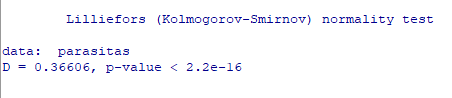 Lilliefors (Kolmogorov-Smirnov) normality test
data:  parasitas
D = 0.36606, p-value < 2.2e-16